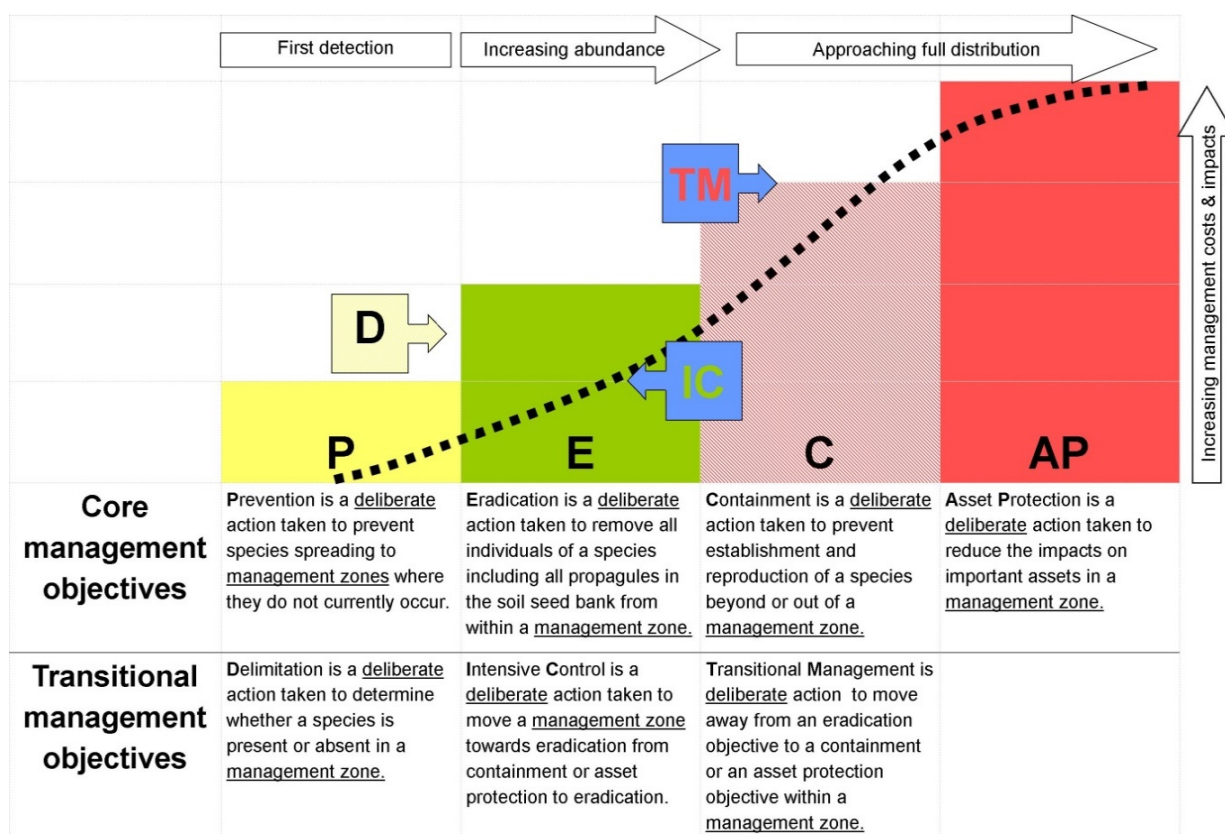 First detection
Increasing abundance
Approaching full distribution
Increasing management costs & impacts
TM
D
IC
P
E
C
AP
Core
management
objectives
Prevention is a deliberate
action taken to prevent
species spreading to
management zones where
they do not currently occur.
Eradication is a deliberate
action taken to remove all
individuals of a species
including all propagules in
the soil seed bank from
within a management zone.
Containment is a deliberate
action taken to prevent
establishment and
reproduction of a species
beyond or out of a
management zone.
Asset Protection is a
deliberate action taken to
reduce the impacts on
important assets in a
management zone.
Transitional
management
objectives
Delimitation is a deliberate
action taken to determine
whether a species is
present or absent in a
management zone.
Intensive Control is a
deliberate action taken to
move a management zone
towards eradication from
containment or asset
protection to eradication.
Transitional Management is
deliberate action to move
away from an eradication
objective to a containment
or an asset protection
objective within a
management zone.